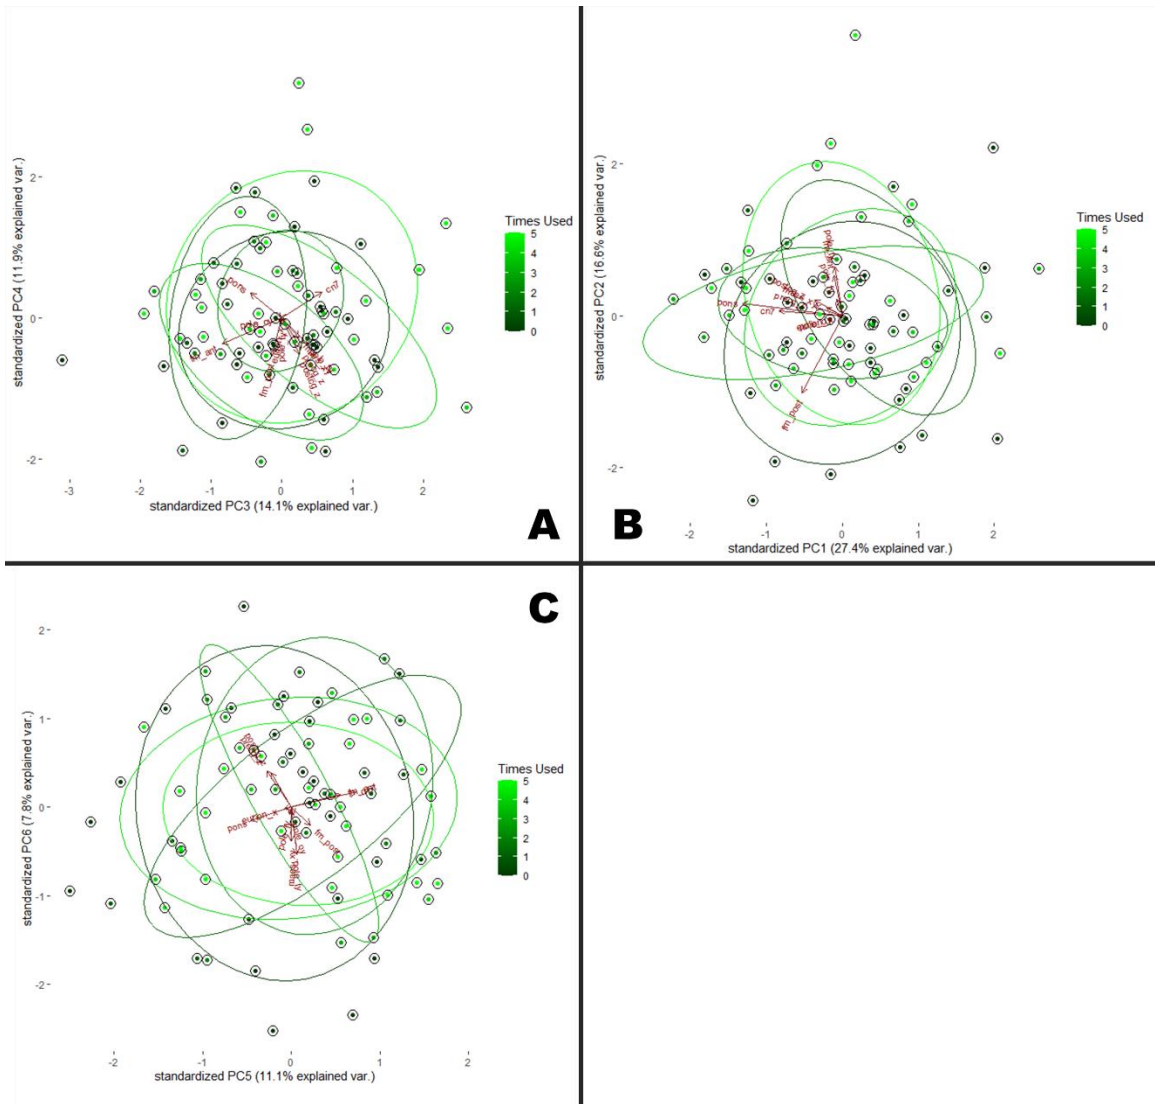 standardized PC4 (11.9% explained var.)
2
0
-2
pons
cn7
-3
-2
-1
0
1
2
standardized PC3 (14.1% explained var.)
Times Used
5
4
3
2
1
0
A
standardized PC2 (16.6% explained var.)
2
0
-2
pons
cn7
fm_post
-2
-1
0
1
2
standardized PC1 (27.4% explained var.)
Times Used
5
4
3
2
1
0
B
standardized PC6 (7.8% explained var.)
2
1
0
-1
-2
pons
fm_post
-2
-1
0
1
2
standardized PC5 (11.1% explained var.)
Times Used
5
4
3
2
1
0
C